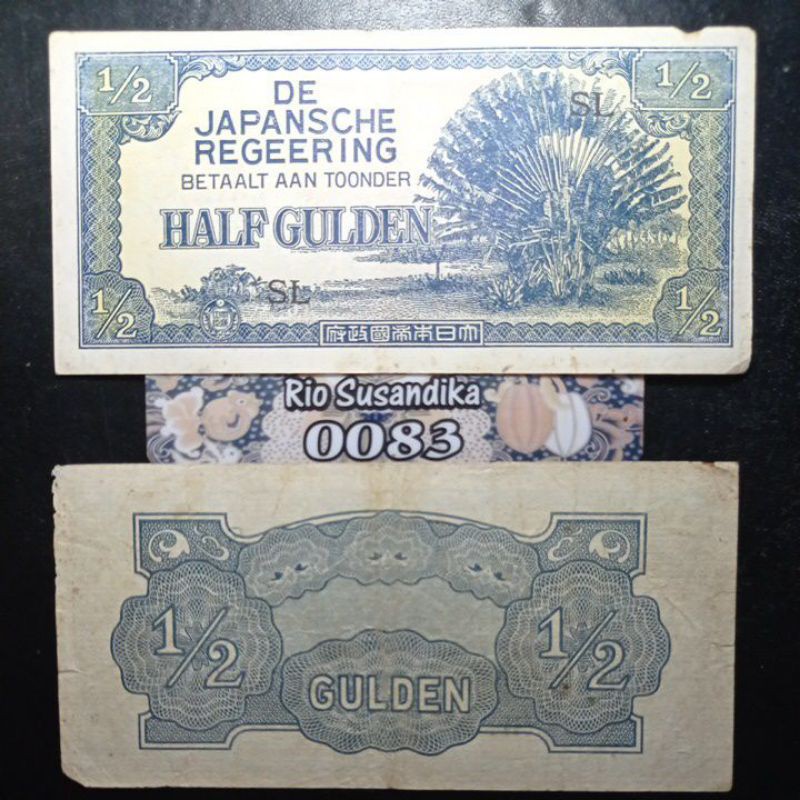 1/2
1/2
DE
JAPANSCHE
REGEERING
BETAALT AAN TOONDER
HALF GULDEN
SL
SL
1/2
1/2
大日本帝國政府
Rio Susandika
0083
1/2
1/2
GULDEN